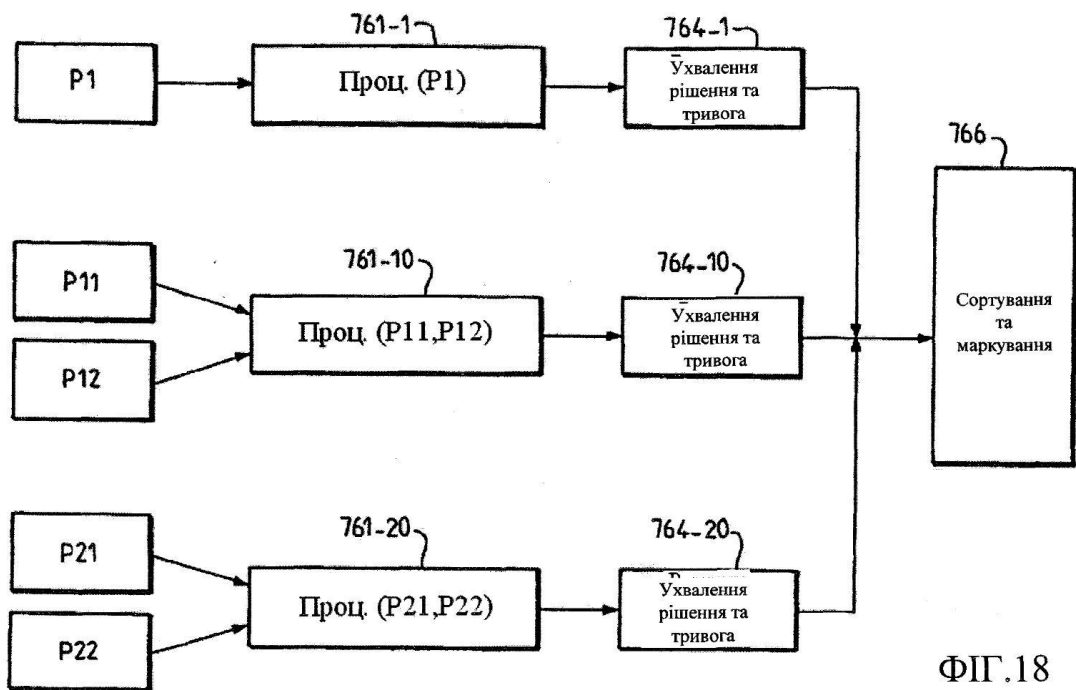 761-1
764-1
P1
Проц. (P1)
Ухвалення
рішення та
тривога
766
761-10
764-10
P11
P12
Проц. (P11,P12)
Ухвалення
рішення та
тривога
Сортування
та
маркування
761-20
764-20
P21
P22
Проц. (P21,P22)
Ухвалення
рішення та
тривога
ФІГ.18